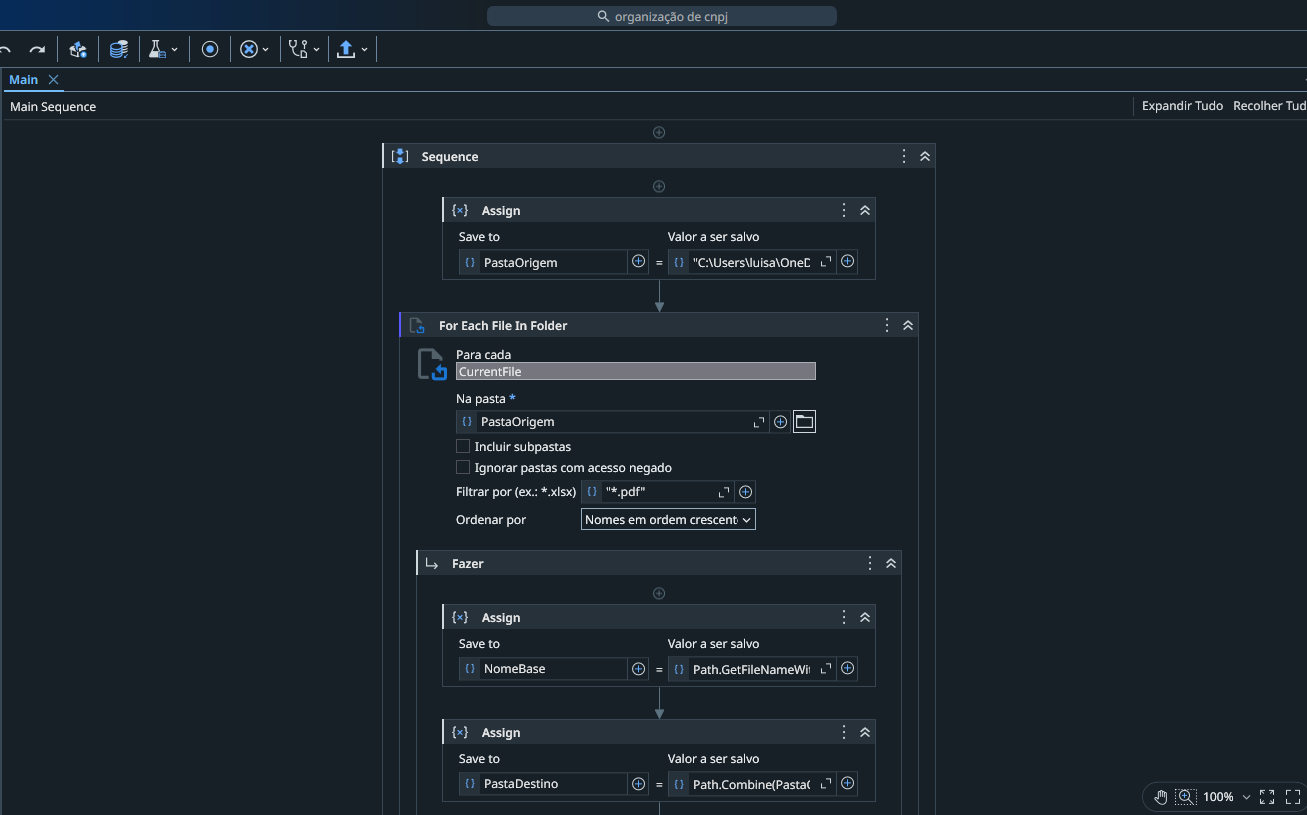 organização de cnpj
Main
Main Sequence
Expandir Tudo Recolher Tud
Sequence
Assign
Save to Valor a ser salvo
PastaOrigem = "C:\Users\luisa\OneD
For Each File In Folder
Para cada
CurrentFile
Na pasta *
PastaOrigem
Incluir subpastas
Ignorar pastas com acesso negado
Filtrar por (ex.: *.xlsx) "*.pdf"
Ordenar por Nomes em ordem crescent
Fazer
Assign
Save to Valor a ser salvo
NomeBase = Path.GetFileNameWit
Assign
Save to Valor a ser salvo
PastaDestino = Path.Combine(Pasta
100%